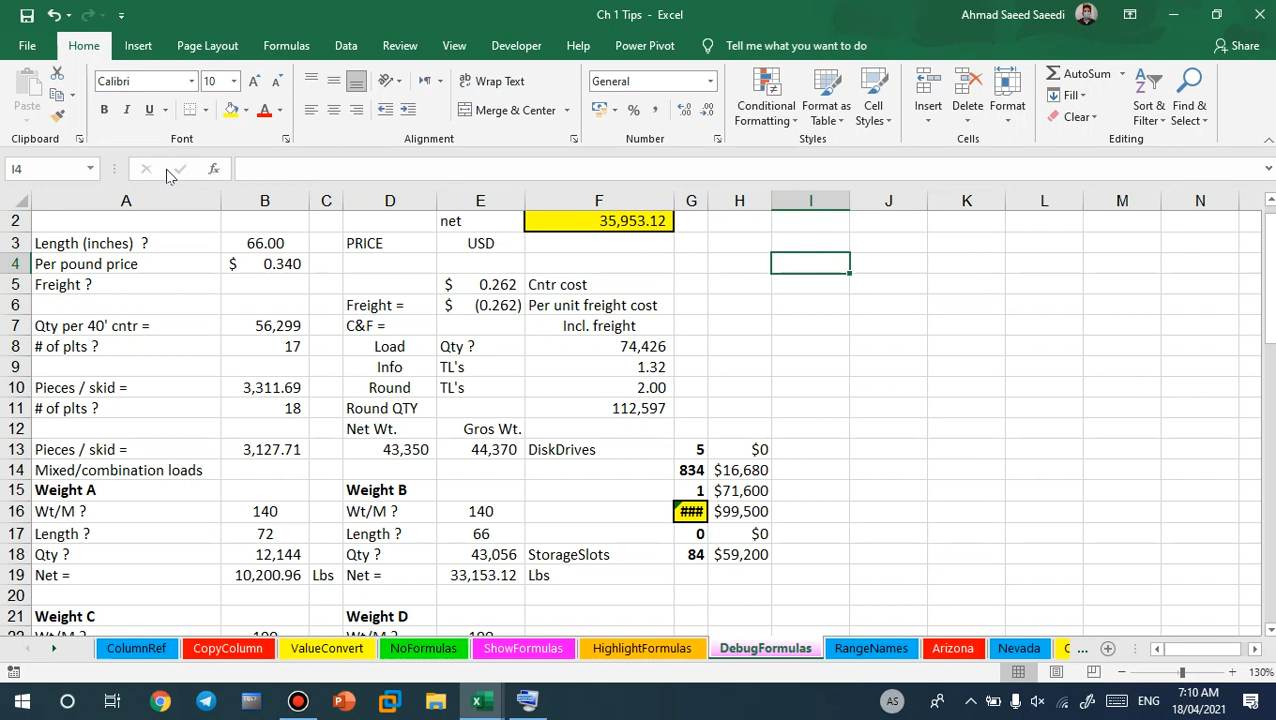 Ch 1 Tips - Excel
Ahmad Saeed Saeedi
File Home Insert Page Layout Formulas Data Review View Developer Help Power Pivot Tell me what you want to do Share
Paste
Calibri 10
General
Wrap Text
Merge & Center
Conditional Formatting
Format as Table
Cell Styles
Insert
Delete
Format
AutoSum
Fill
Clear
Sort & Filter
Find & Select
Clipboard Font Alignment Number Styles Cells Editing
I4 fx
A B C D E F G H I J K L M N
2 net 35,953.12
3 Length (inches) ? 66.00 PRICE USD
4 Per pound price $ 0.340
5 Freight ? $ 0.262 Cntr cost
6 Freight = $ (0.262) Per unit freight cost
7 Qty per 40' cntr = 56,299 C&F = Incl. freight
8 # of plts ? 17 Load Qty ? 74,426
9 Info TL's 1.32
10 Pieces / skid = 3,311.69 Round TL's 2.00
11 # of plts ? 18 Round QTY 112,597
12 Net Wt. Gros Wt.
13 Pieces / skid = 3,127.71 43,350 44,370 DiskDrives 5 $0
14 Mixed/combination loads 834 $16,680
15 Weight A Weight B 1 $71,600
16 Wt/M ? 140 Wt/M ? 140 ### $99,500
17 Length ? 72 Length ? 66 0 $0
18 Qty ? 12,144 Qty ? 43,056 StorageSlots 84 $59,200
19 Net = 10,200.96 Lbs Net = 33,153.12 Lbs
20
21 Weight C Weight D
ColumnRef CopyColumn ValueConvert NoFormulas ShowFormulas HighlightFormulas DebugFormulas RangeNames Arizona Nevada
130%
AS
ENG
7:10 AM
18/04/2021